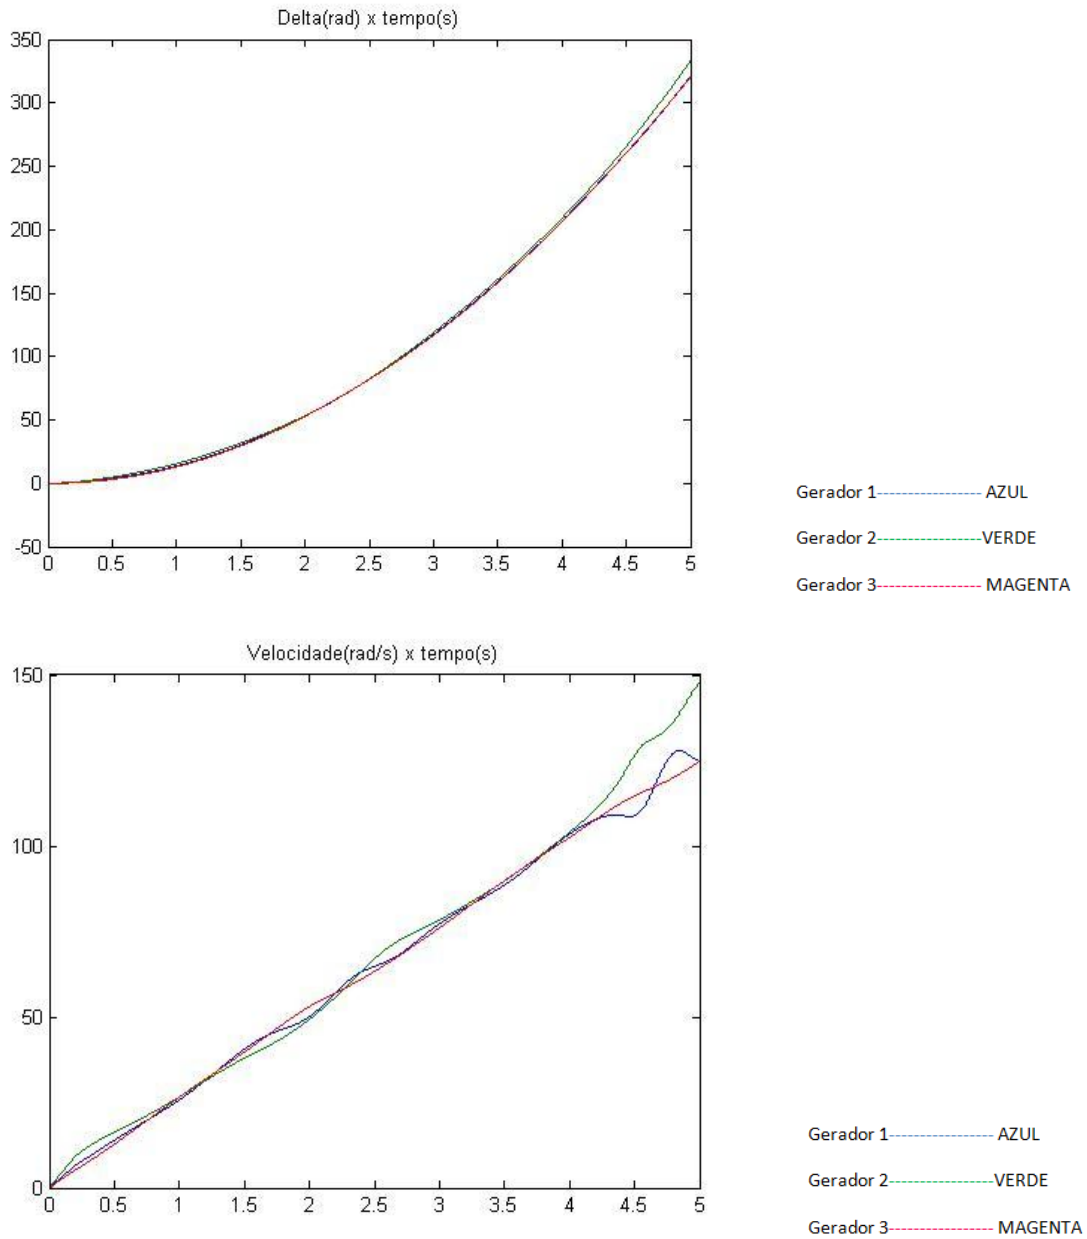 Delta(rad) x tempo(s)
350
300
250
200
150
100
50
0
-50
0 0.5 1 1.5 2 2.5 3 3.5 4 4.5 5
Gerador 1---------------- AZUL
Gerador 2----------------VERDE
Gerador 3---------------- MAGENTA
Velocidade(rad/s) x tempo(s)
150
100
50
0
0 0.5 1 1.5 2 2.5 3 3.5 4 4.5 5
Gerador 1---------------- AZUL
Gerador 2----------------VERDE
Gerador 3---------------- MAGENTA